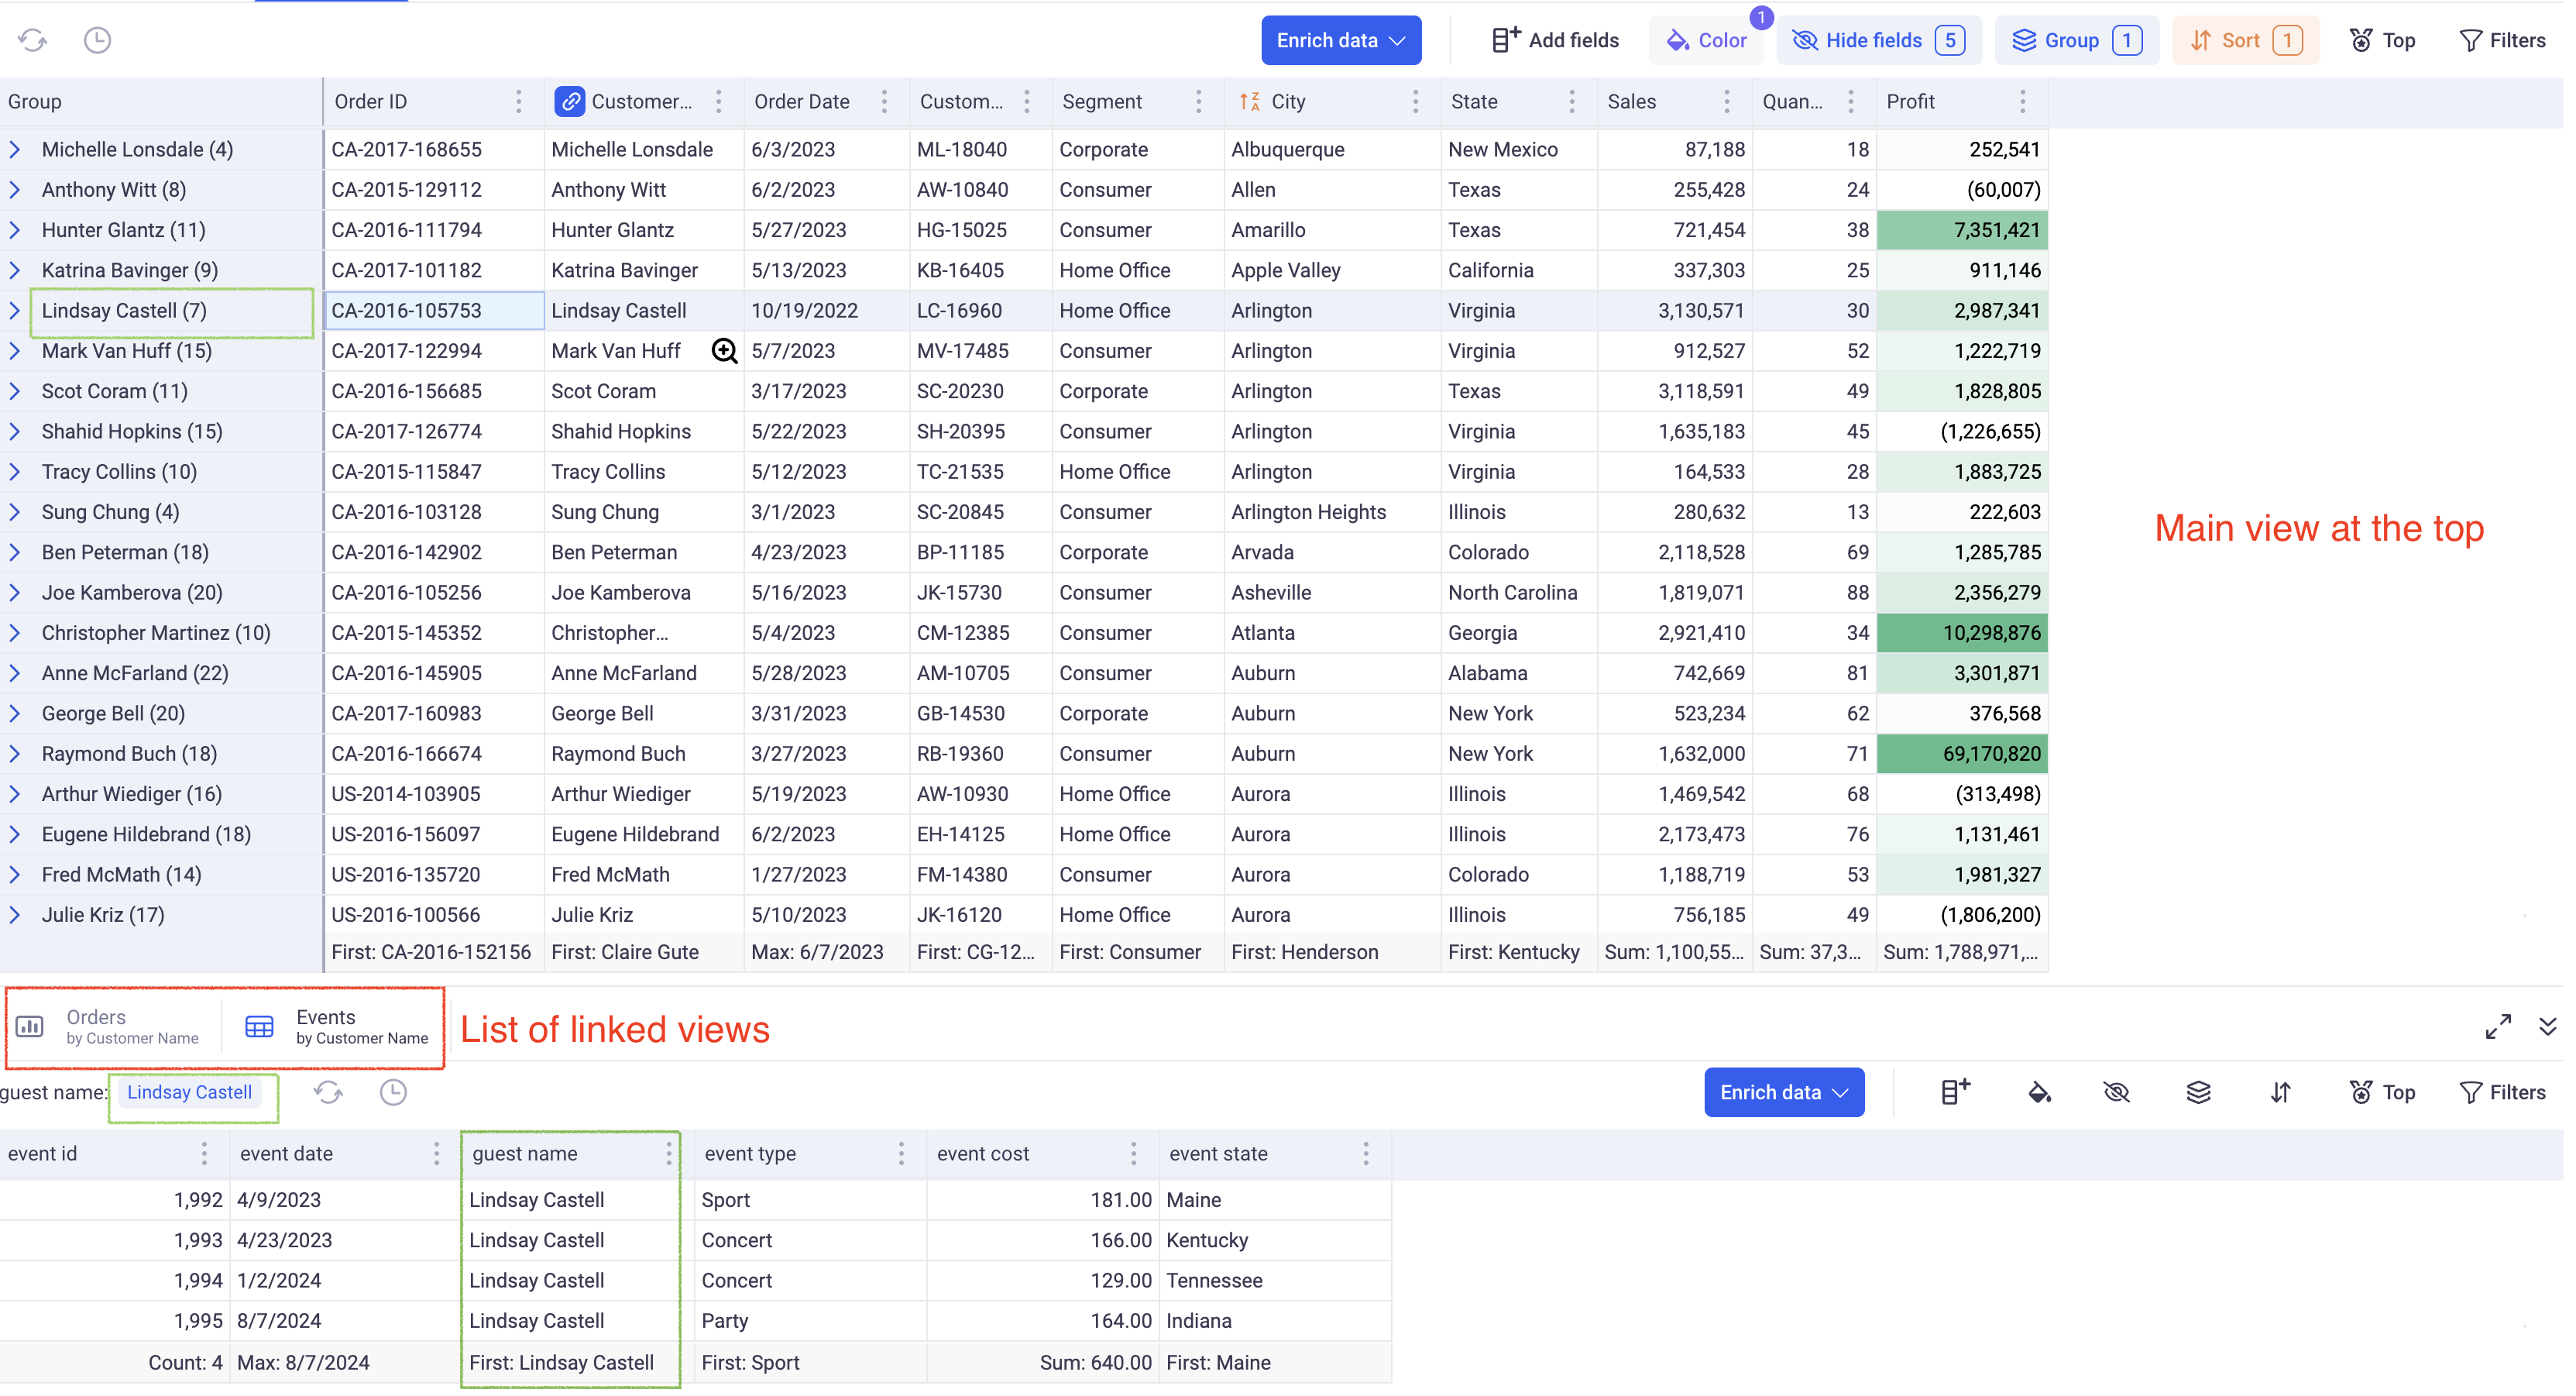 Enrich data Add fields Color 1 Hide fields 5 Group 1 Sort 1 Top Filters
Group Order ID Customer... Order Date Custom... Segment City State Sales Quan... Profit
Michelle Lonsdale (4) CA-2017-168655 Michelle Lonsdale 6/3/2023 ML-18040 Corporate Albuquerque New Mexico 87,188 18 252,541
Anthony Witt (8) CA-2015-129112 Anthony Witt 6/2/2023 AW-10840 Consumer Allen Texas 255,428 24 (60,007)
Hunter Glantz (11) CA-2016-111794 Hunter Glantz 5/27/2023 HG-15025 Consumer Amarillo Texas 721,454 38 7,351,421
Katrina Bavinger (9) CA-2017-101182 Katrina Bavinger 5/13/2023 KB-16405 Home Office Apple Valley California 337,303 25 911,146
Lindsay Castell (7) CA-2016-105753 Lindsay Castell 10/19/2022 LC-16960 Home Office Arlington Virginia 3,130,571 30 2,987,341
Mark Van Huff (15) CA-2017-122994 Mark Van Huff 5/7/2023 MV-17485 Consumer Arlington Virginia 912,527 52 1,222,719
Scot Coram (11) CA-2016-156685 Scot Coram 3/17/2023 SC-20230 Corporate Arlington Texas 3,118,591 49 1,828,805
Shahid Hopkins (15) CA-2017-126774 Shahid Hopkins 5/22/2023 SH-20395 Consumer Arlington Virginia 1,635,183 45 (1,226,655)
Tracy Collins (10) CA-2015-115847 Tracy Collins 5/12/2023 TC-21535 Home Office Arlington Virginia 164,533 28 1,883,725
Sung Chung (4) CA-2016-103128 Sung Chung 3/1/2023 SC-20845 Consumer Arlington Heights Illinois 280,632 13 222,603
Main view at the top
Ben Peterman (18) CA-2016-142902 Ben Peterman 4/23/2023 BP-11185 Corporate Arvada Colorado 2,118,528 69 1,285,785
Joe Kamberova (20) CA-2016-105256 Joe Kamberova 5/16/2023 JK-15730 Consumer Asheville North Carolina 1,819,071 88 2,356,279
Christopher Martinez (10) CA-2015-145352 Christopher... 5/4/2023 CM-12385 Consumer Atlanta Georgia 2,921,410 34 10,298,876
Anne McFarland (22) CA-2016-145905 Anne McFarland 5/28/2023 AM-10705 Consumer Auburn Alabama 742,669 81 3,301,871
George Bell (20) CA-2017-160983 George Bell 3/31/2023 GB-14530 Corporate Auburn New York 523,234 62 376,568
Raymond Buch (18) CA-2016-166674 Raymond Buch 3/27/2023 RB-19360 Consumer Auburn New York 1,632,000 71 69,170,820
Arthur Wiediger (16) US-2014-103905 Arthur Wiediger 5/19/2023 AW-10930 Home Office Aurora Illinois 1,469,542 68 (313,498)
Eugene Hildebrand (18) US-2016-156097 Eugene Hildebrand 6/2/2023 EH-14125 Home Office Aurora Illinois 2,173,473 76 1,131,461
Fred McMath (14) US-2016-135720 Fred McMath 1/27/2023 FM-14380 Consumer Aurora Colorado 1,188,719 53 1,981,327
Julie Kriz (17) US-2016-100566 Julie Kriz 5/10/2023 JK-16120 Home Office Aurora Illinois 756,185 49 (1,806,200)
First: CA-2016-152156 First: Claire Gute Max: 6/7/2023 First: CG-12... First: Consumer First: Henderson First: Kentucky Sum: 1,100,55... Sum: 37,3... Sum: 1,788,971,...
Orders Events
by Customer Name by Customer Name
List of linked views
guest name: Lindsay Castell Enrich data Top Filters
event id event date guest name event type event cost event state
1,992 4/9/2023 Lindsay Castell Sport 181.00 Maine
1,993 4/23/2023 Lindsay Castell Concert 166.00 Kentucky
1,994 1/2/2024 Lindsay Castell Concert 129.00 Tennessee
1,995 8/7/2024 Lindsay Castell Party 164.00 Indiana
Count: 4 Max: 8/7/2024 First: Lindsay Castell First: Sport Sum: 640.00 First: Maine